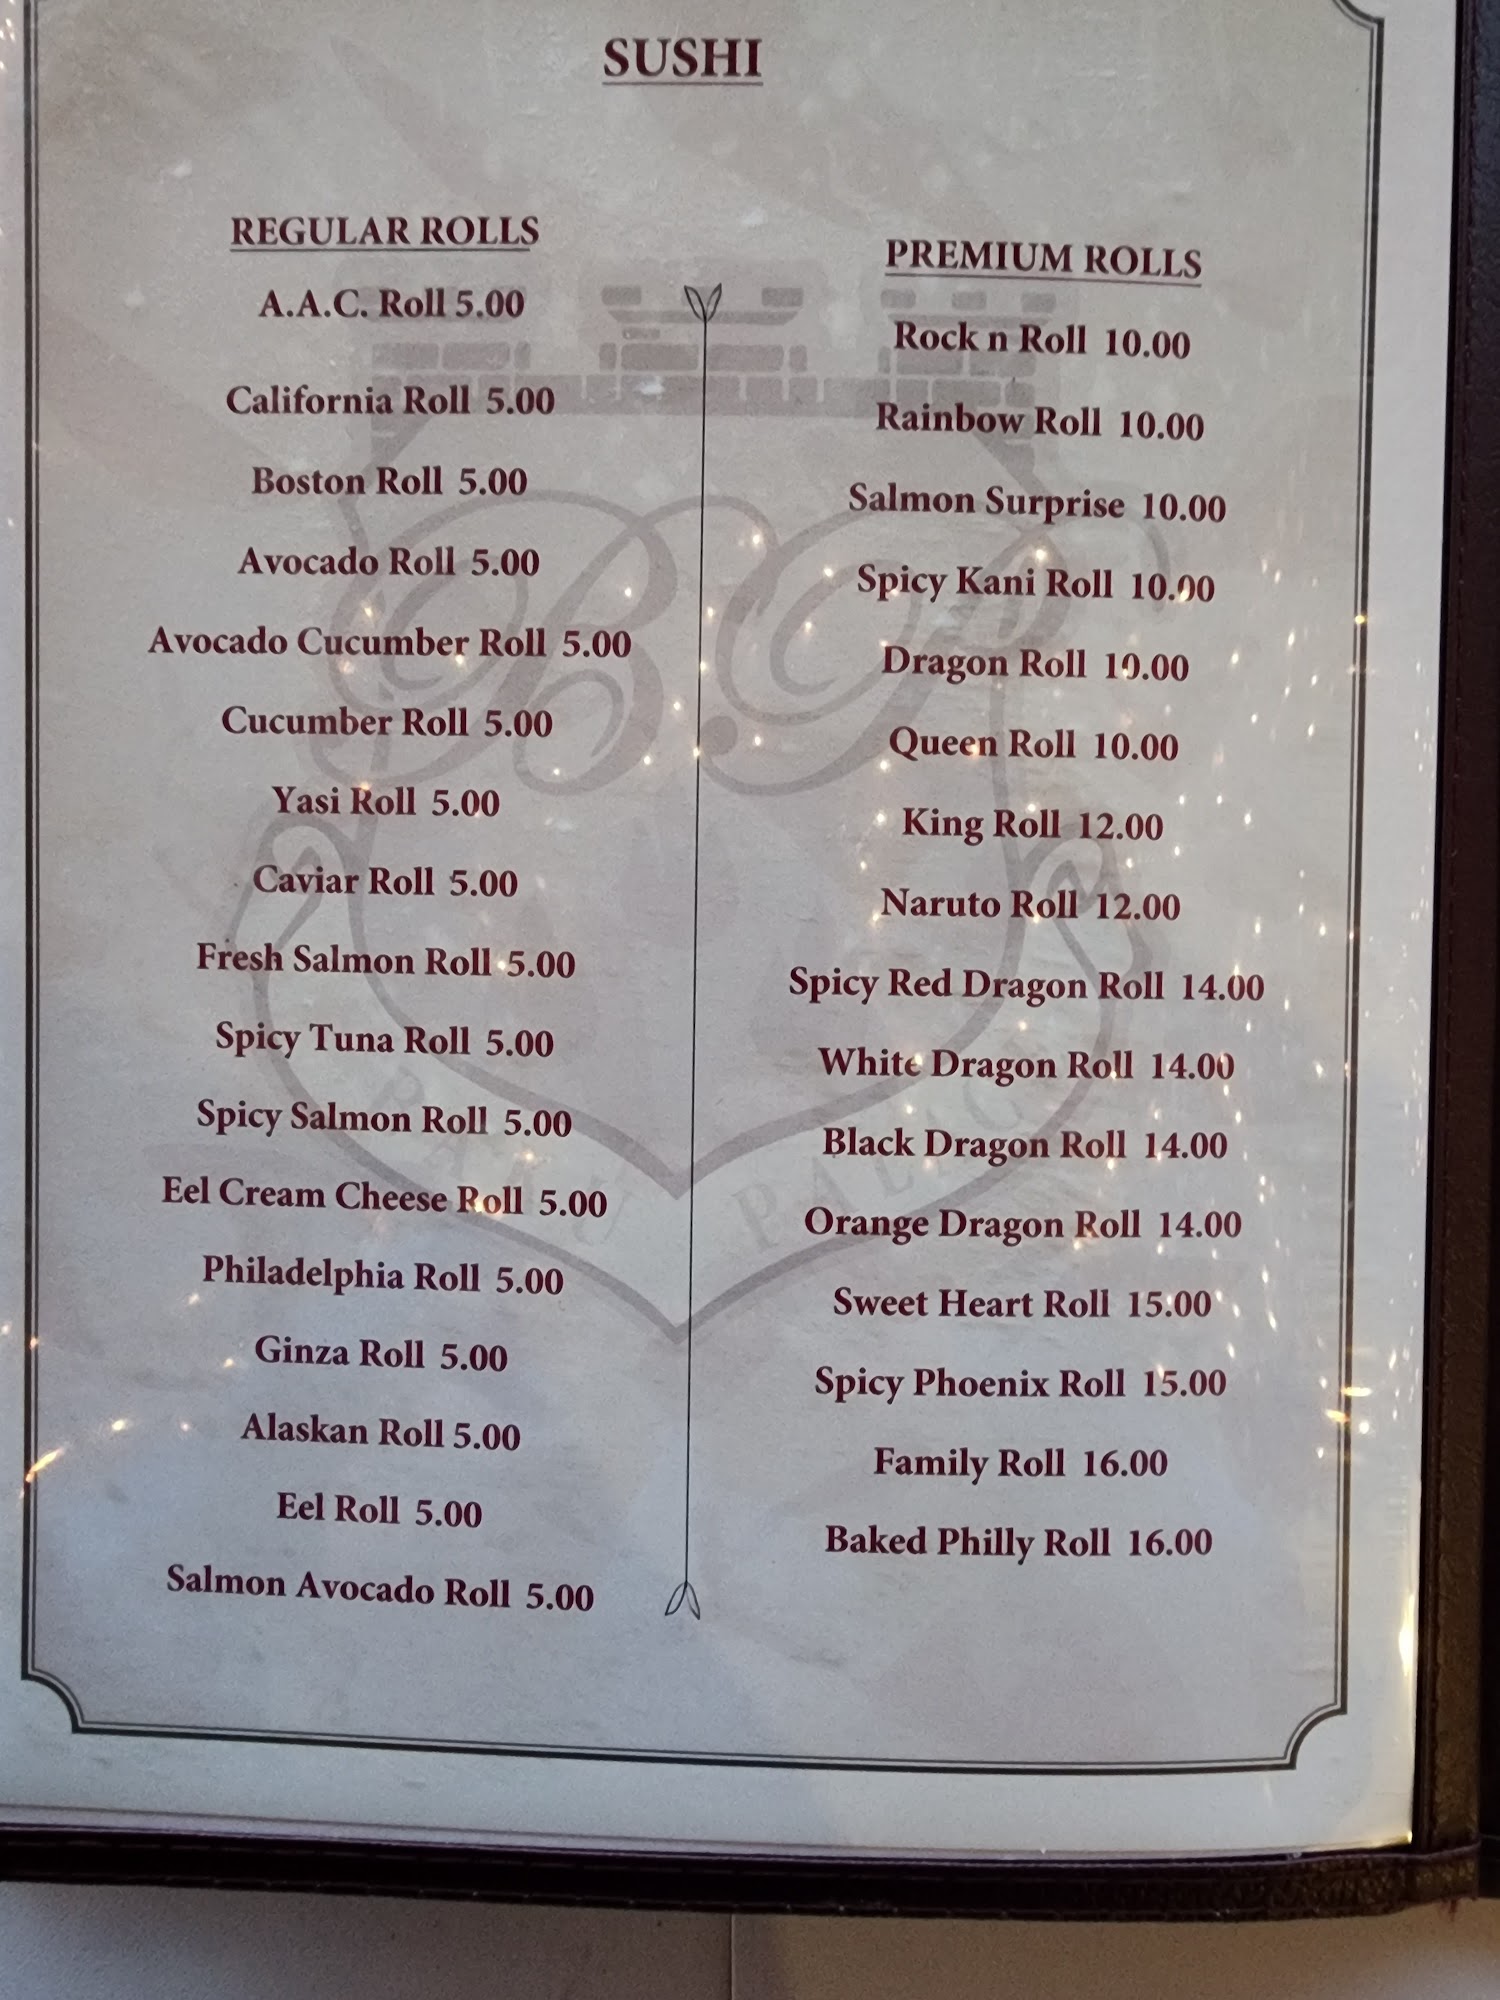 SUSHI
REGULAR ROLLS
A.A.C. Roll 5.00
California Roll 5.00
Boston Roll 5.00
Avocado Roll 5.00
Avocado Cucumber Roll 5.00
Cucumber Roll 5.00
Yasi Roll 5.00
Caviar Roll 5.00
Fresh Salmon Roll 5.00
Spicy Tuna Roll 5.00
Spicy Salmon Roll 5.00
Eel Cream Cheese Roll 5.00
Philadelphia Roll 5.00
Ginza Roll 5.00
Alaskan Roll 5.00
Eel Roll 5.00
Salmon Avocado Roll 5.00
PREMIUM ROLLS
Rock n Roll 10.00
Rainbow Roll 10.00
Salmon Surprise 10.00
Spicy Kani Roll 10.00
Dragon Roll 10.00
Queen Roll 10.00
King Roll 12.00
Naruto Roll 12.00
Spicy Red Dragon Roll 14.00
White Dragon Roll 14.00
Black Dragon Roll 14.00
Orange Dragon Roll 14.00
Sweet Heart Roll 15.00
Spicy Phoenix Roll 15.00
Family Roll 16.00
Baked Philly Roll 16.00
B.P
PALACE